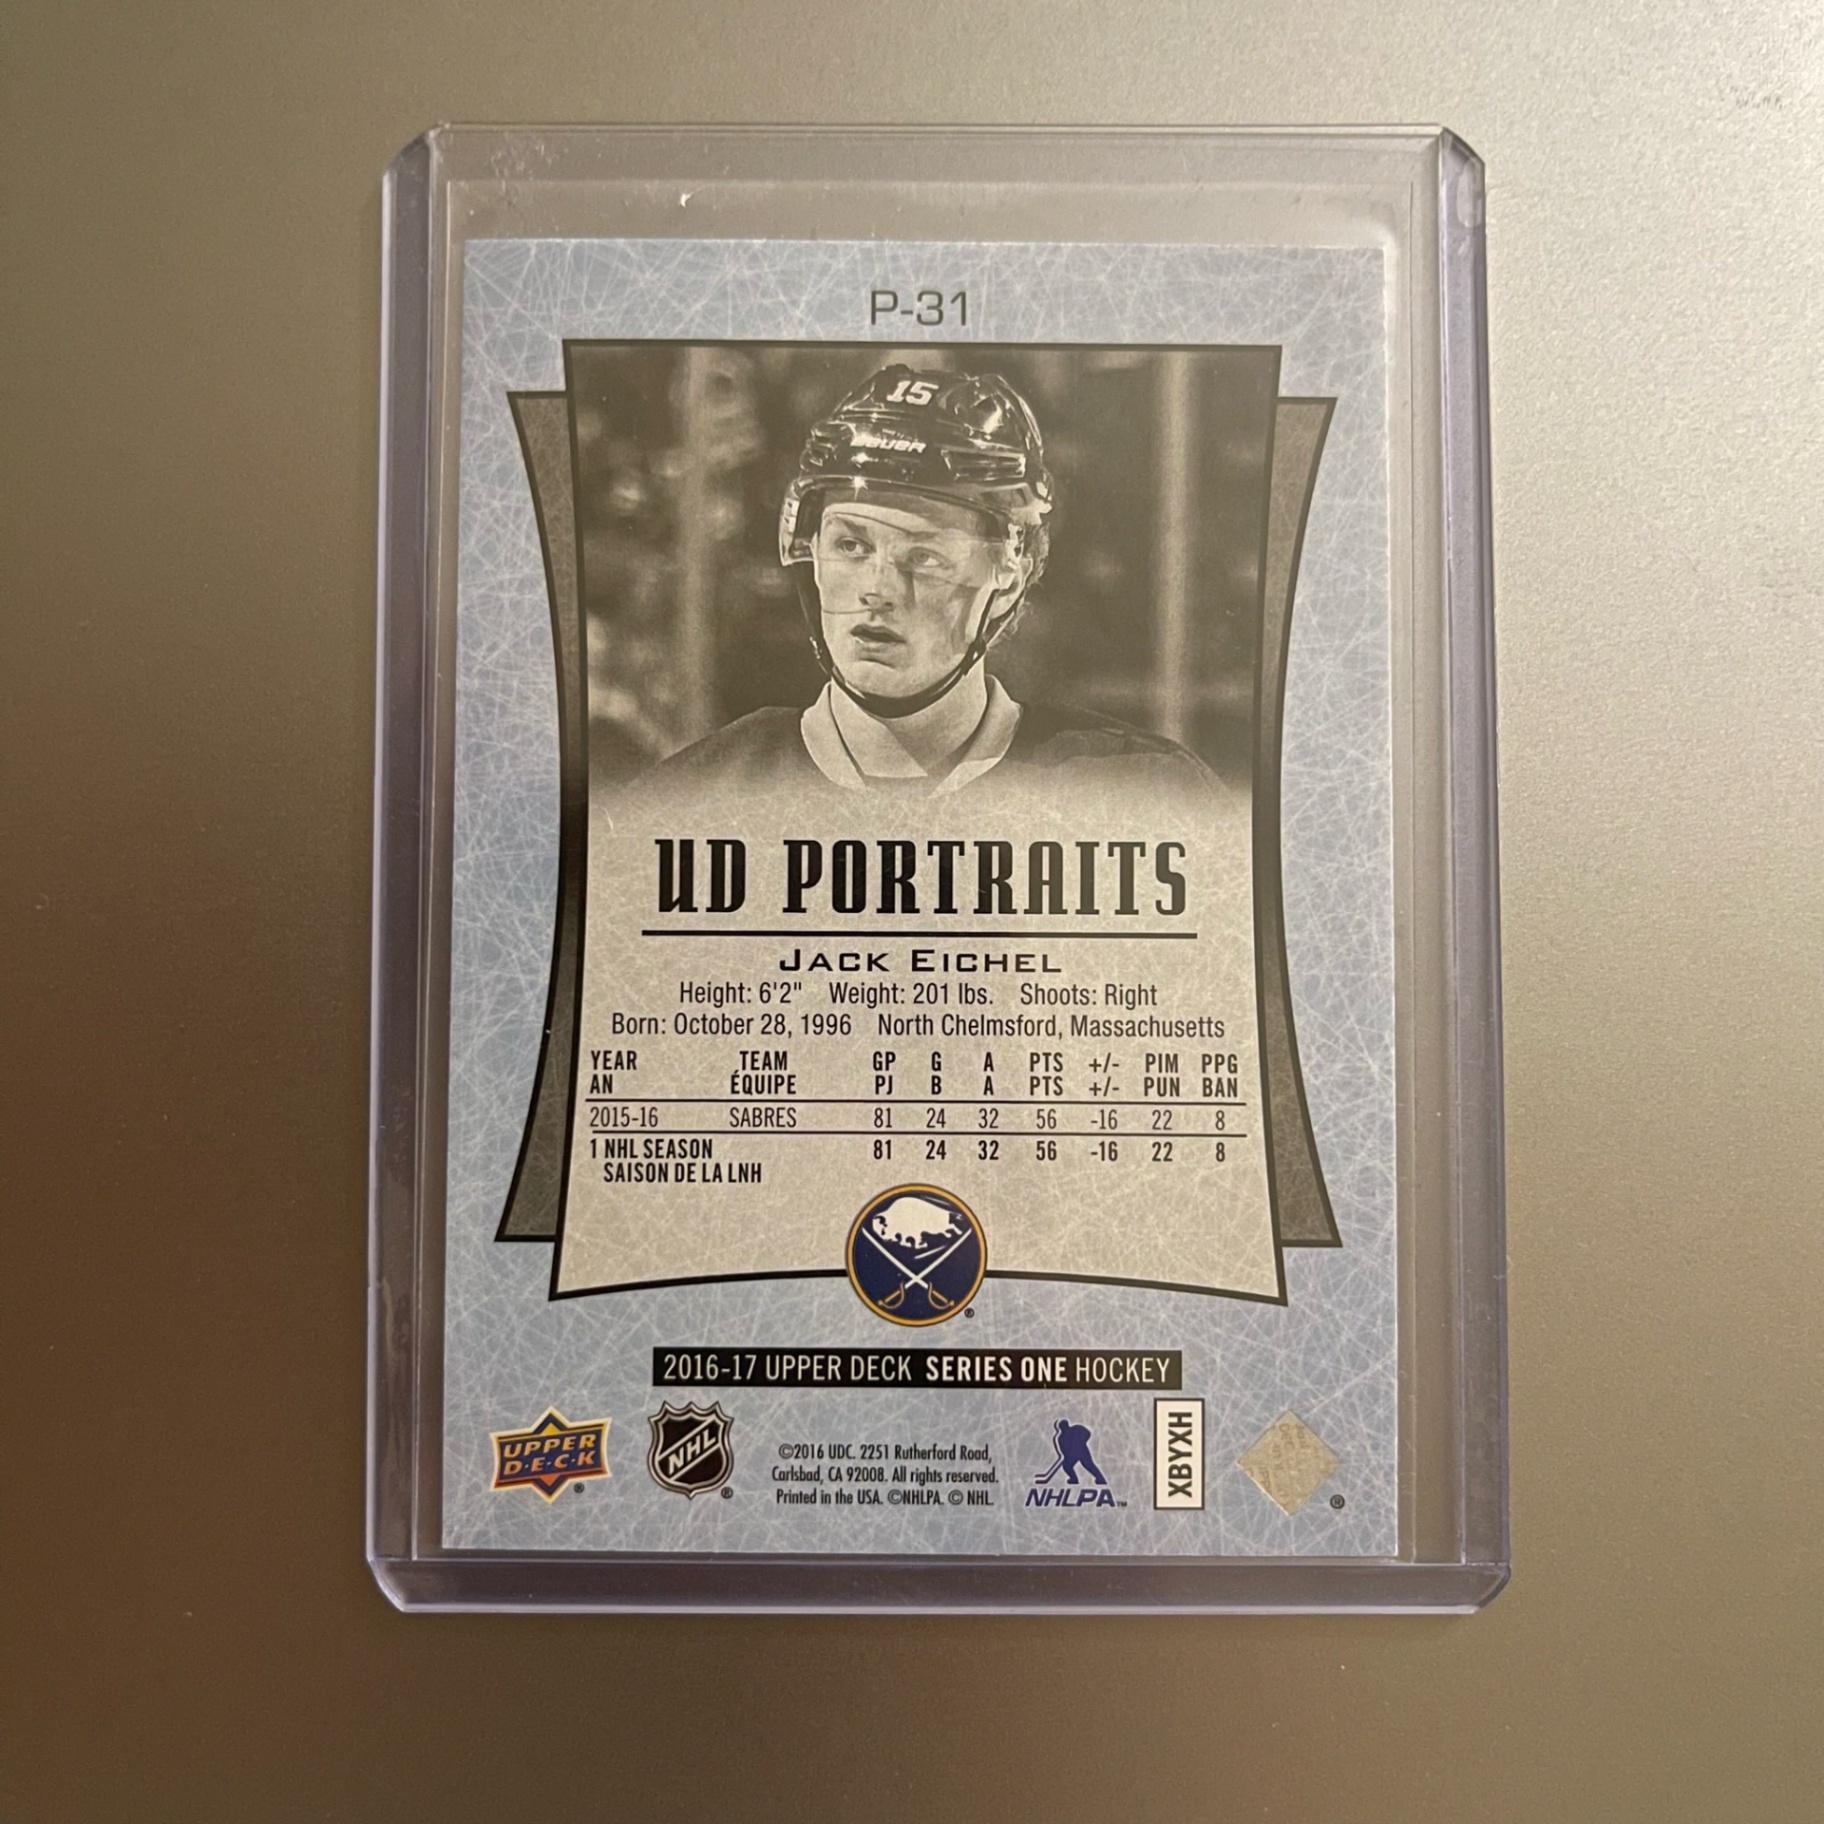 P-31
15
BAUER
UD PORTRAITS
JACK EICHEL
Height: 6'2" Weight: 201 lbs. Shoots: Right
Born: October 28, 1996 North Chelmsford, Massachusetts
YEAR TEAM GP G A PTS +/- PIM PPG
AN ÉQUIPE PJ B A PTS +/- PUN BAN
2015-16 SABRES 81 24 32 56 -16 22 8
1 NHL SEASON 81 24 32 56 -16 22 8
SAISON DE LA LNH
®
2016-17 UPPER DECK SERIES ONE HOCKEY
UPPER
D·E·C·K
®
NHL
®
©2016 UDC. 2251 Rutherford Road,
Carlsbad, CA 92008. All rights reserved.
Printed in the USA. ©NHLPA. © NHL.
NHLPA™
XBYXH
®